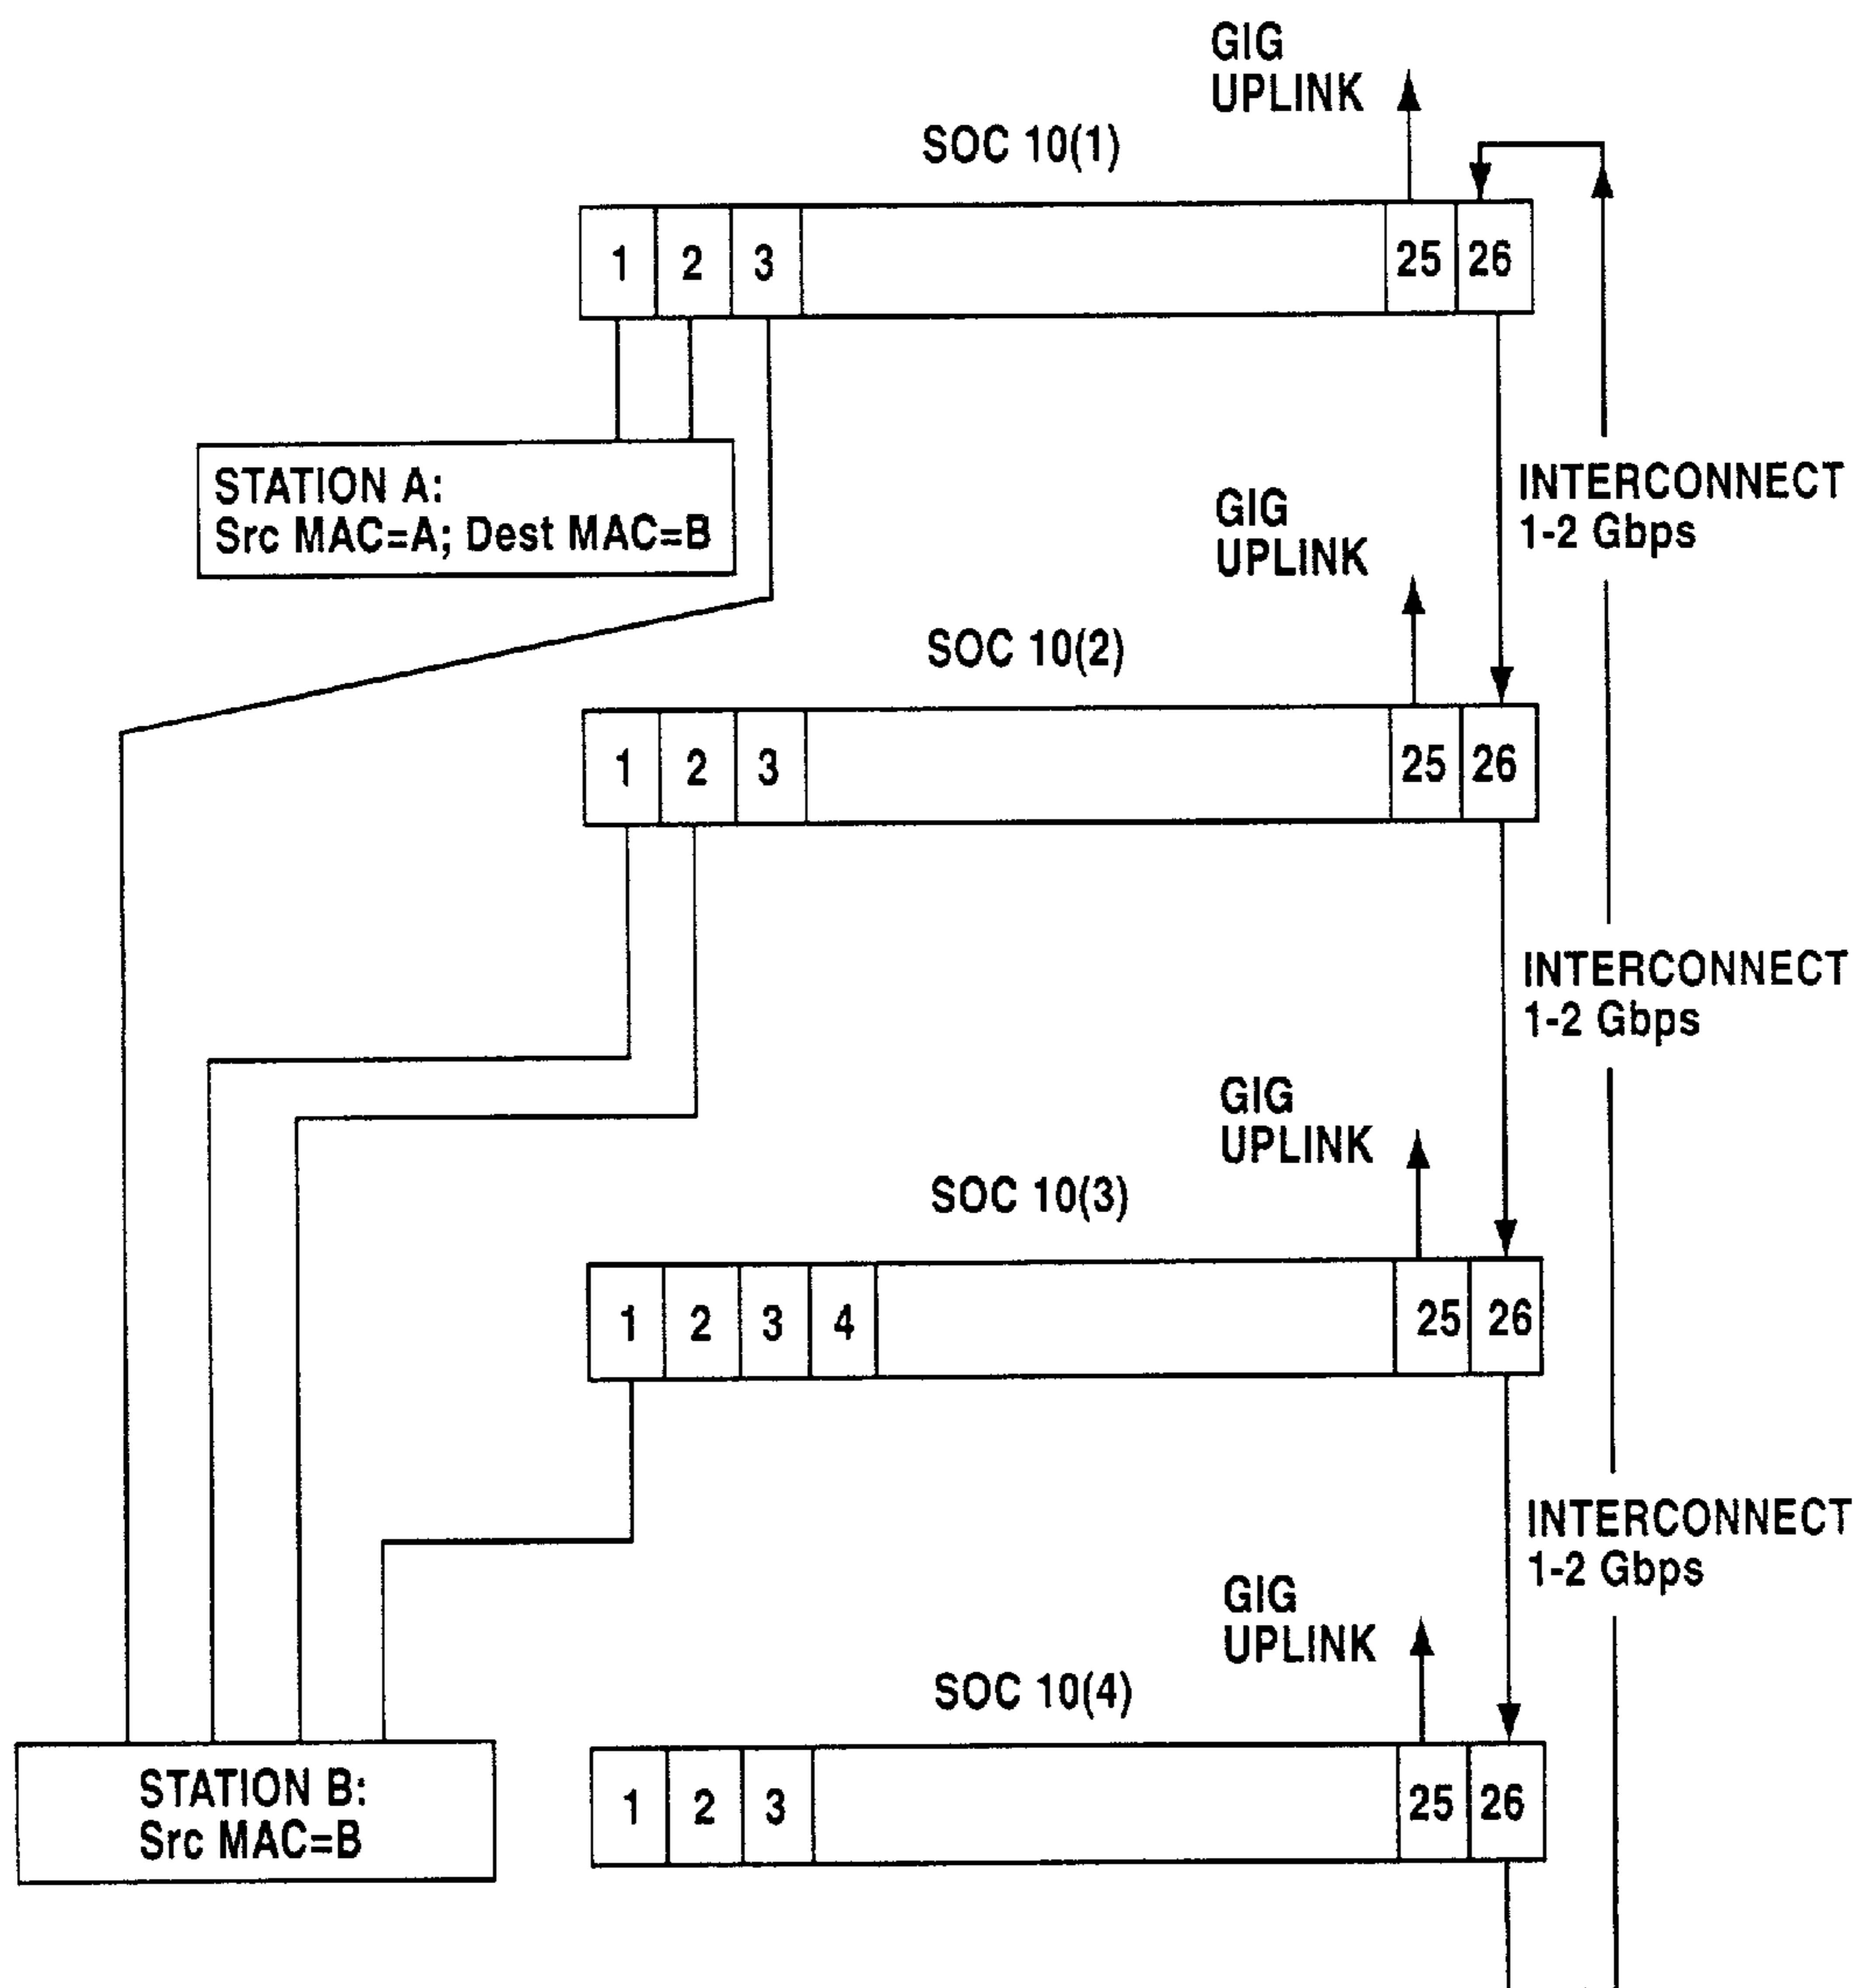 GIG
UPLINK
SOC 10(1)
1 2 3 25 26
STATION A:
Src MAC=A; Dest MAC=B
INTERCONNECT
1-2 Gbps
GIG
UPLINK
SOC 10(2)
1 2 3 25 26
INTERCONNECT
1-2 Gbps
GIG
UPLINK
SOC 10(3)
1 2 3 4 25 26
INTERCONNECT
1-2 Gbps
GIG
UPLINK
SOC 10(4)
1 2 3 25 26
STATION B:
Src MAC=B